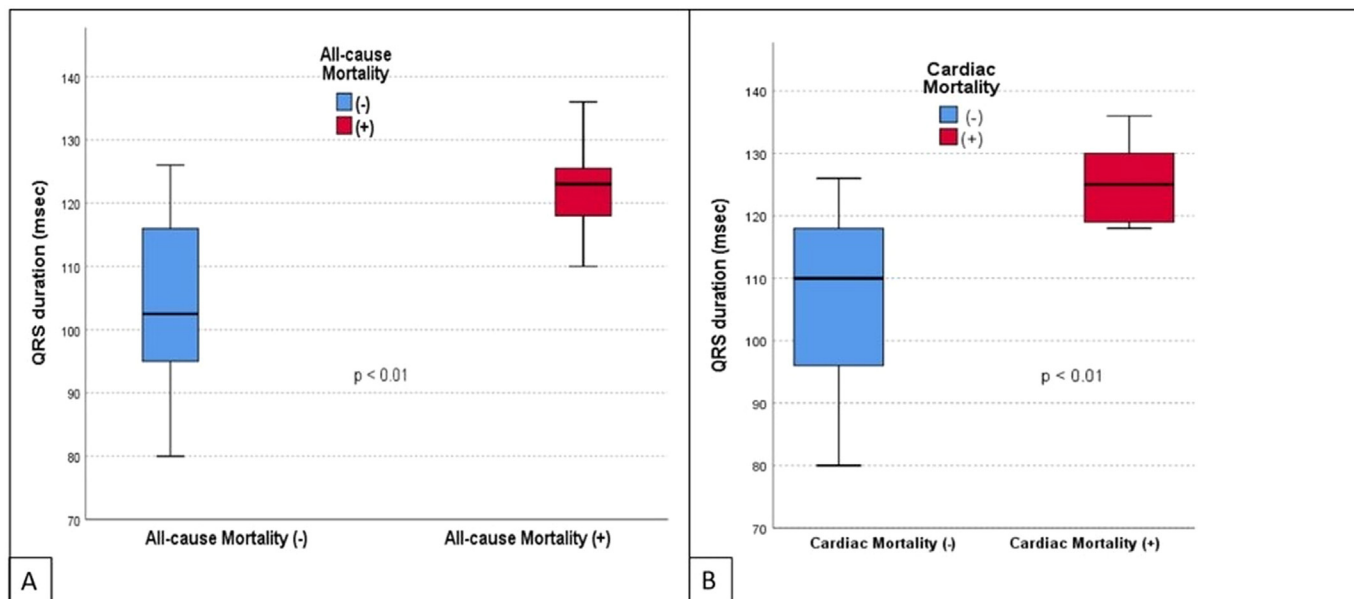 All-cause
Mortality
(-)
(+)
QRS duration (msec)
140
130
120
110
100
90
80
70
p < 0.01
All-cause Mortality (-)
All-cause Mortality (+)
A
Cardiac
Mortality
(-)
(+)
QRS duration (msec)
140
130
120
110
100
90
80
70
p < 0.01
Cardiac Mortality (-)
Cardiac Mortality (+)
B